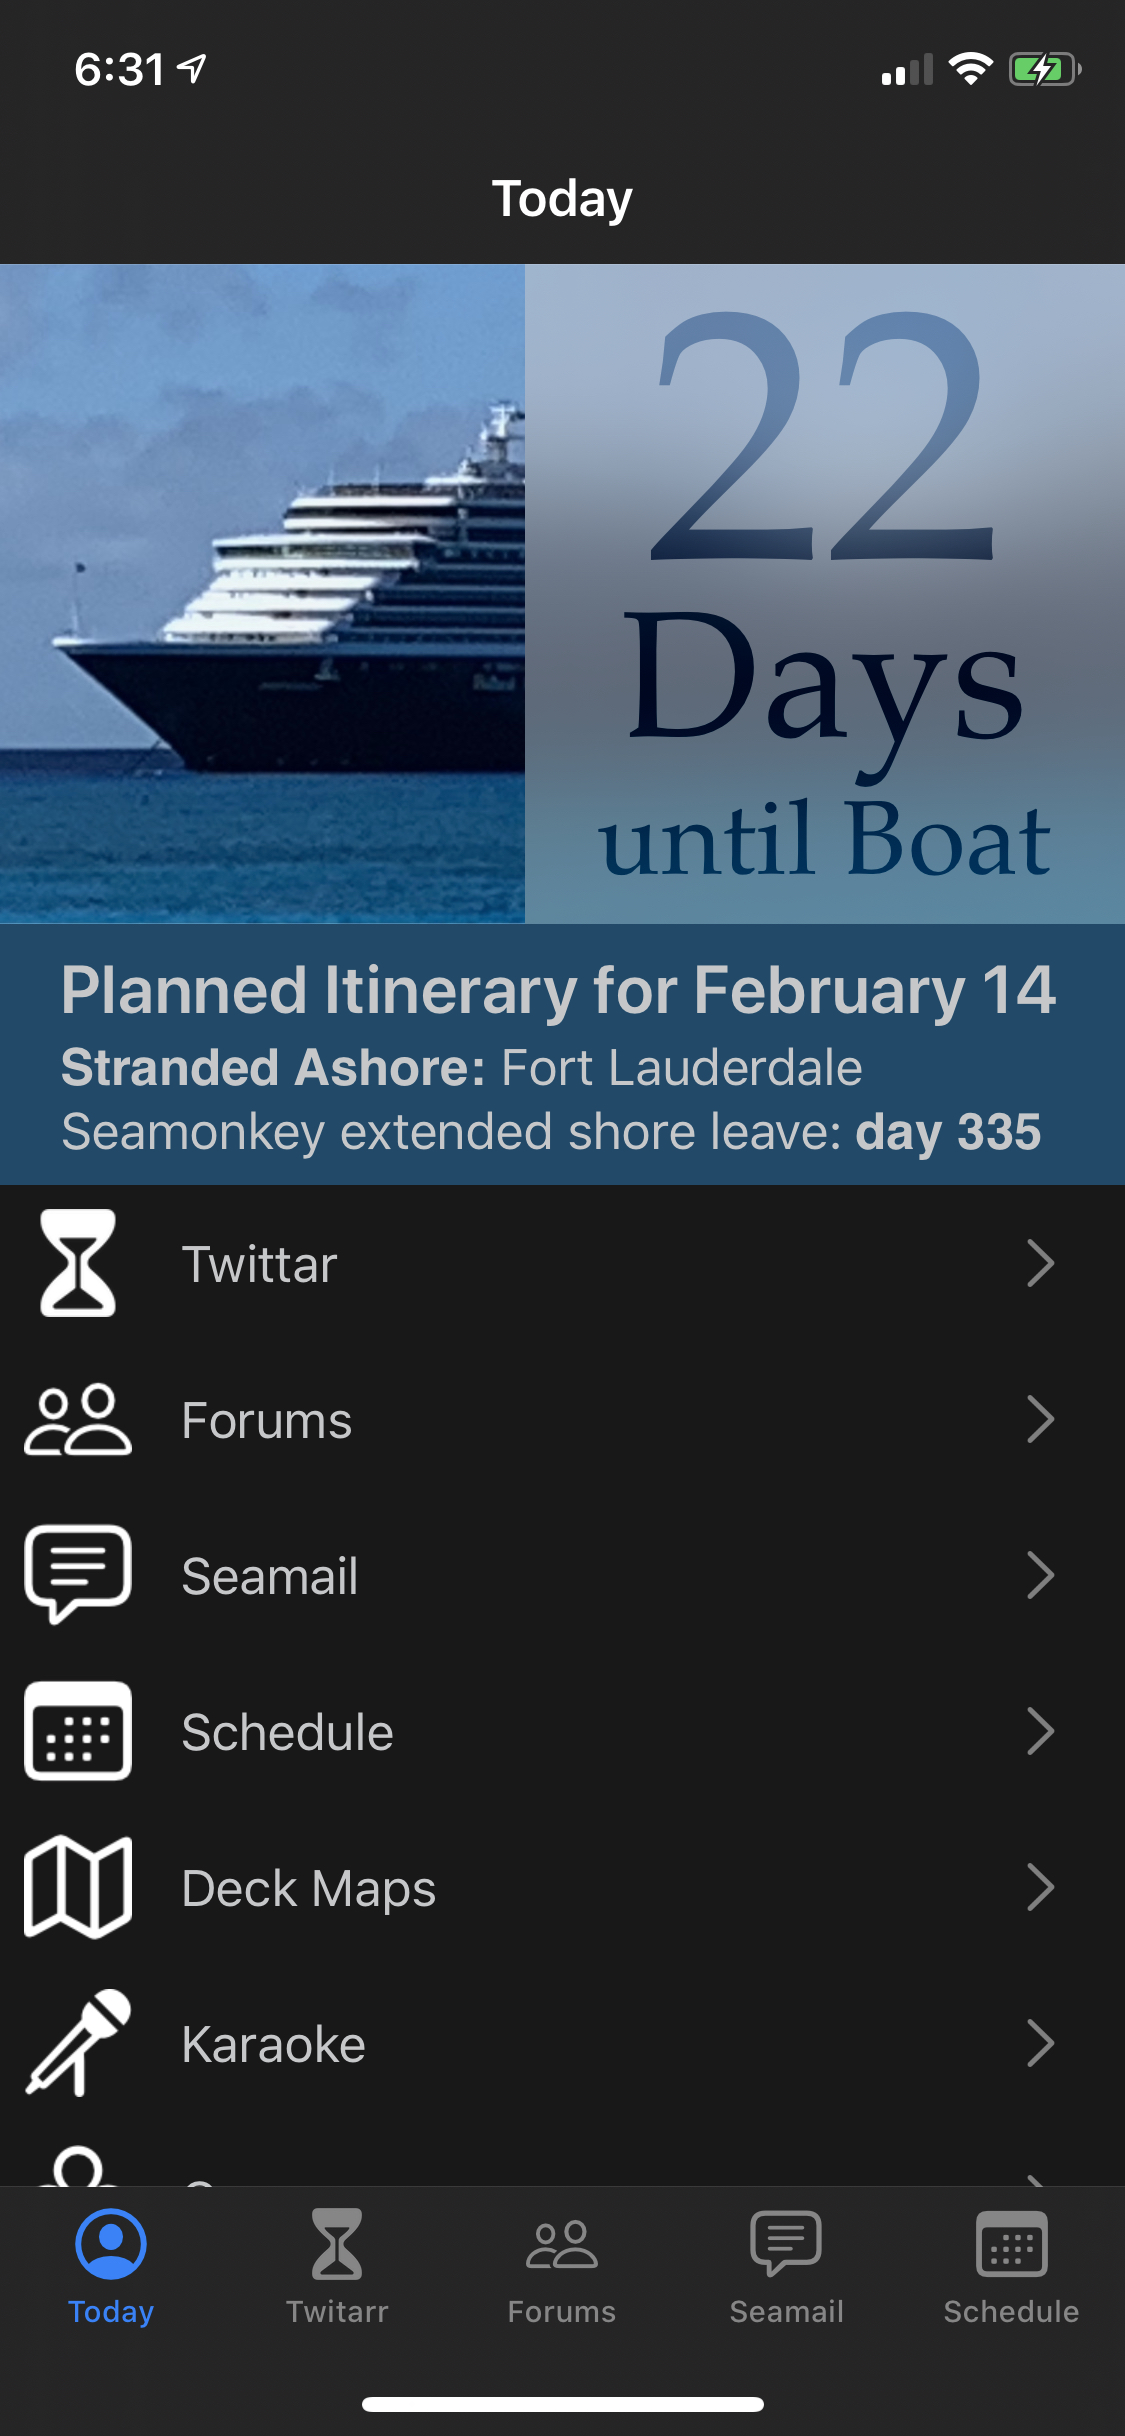 6:31
Today
22
Days
until Boat
Planned Itinerary for February 14
Stranded Ashore: Fort Lauderdale
Seamonkey extended shore leave: day 335
Twittar
Forums
Seamail
Schedule
Deck Maps
Karaoke
Today
Twitarr
Forums
Seamail
Schedule